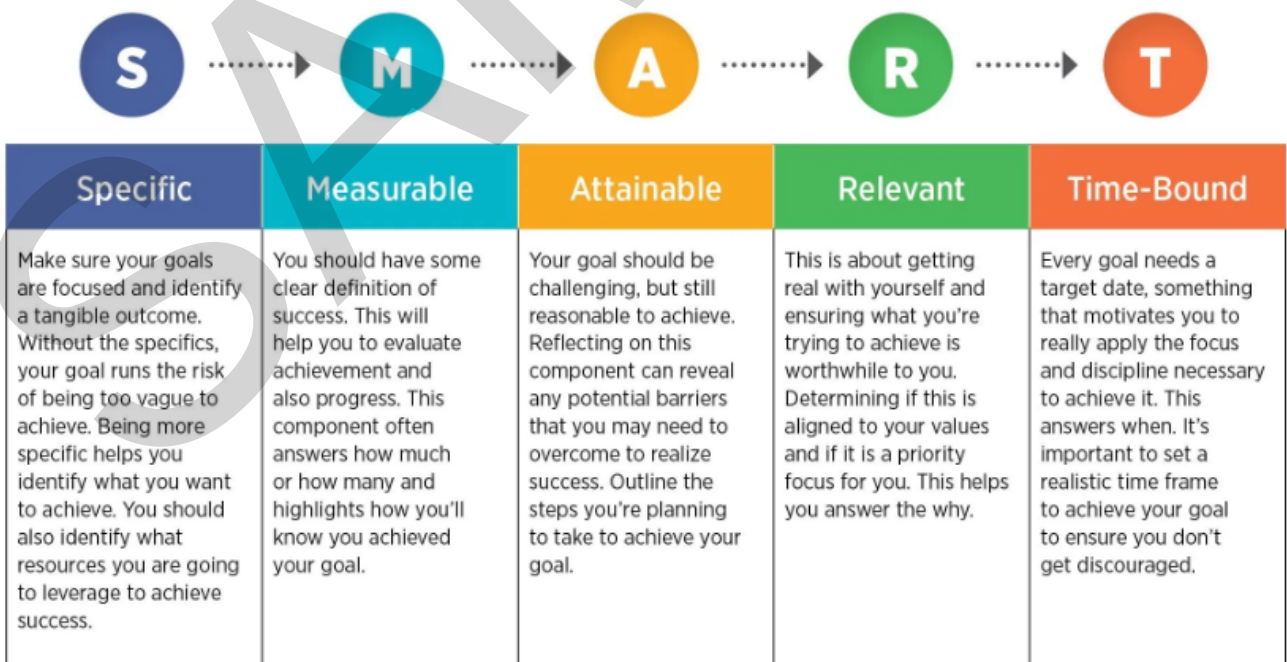 S
M
A
R
T
Specific
Measurable
Attainable
Relevant
Time-Bound
Make sure your goals
are focused and identify
a tangible outcome.
Without the specifics,
your goal runs the risk
of being too vague to
achieve. Being more
specific helps you
identify what you want
to achieve. You should
also identify what
resources you are going
to leverage to achieve
success.
You should have some
clear definition of
success. This will
help you to evaluate
achievement and
also progress. This
component often
answers how much
or how many and
highlights how you'll
know you achieved
your goal.
Your goal should be
challenging, but still
reasonable to achieve.
Reflecting on this
component can reveal
any potential barriers
that you may need to
overcome to realize
success. Outline the
steps you're planning
to take to achieve your
goal.
This is about getting
real with yourself and
ensuring what you're
trying to achieve is
worthwhile to you.
Determining if this is
aligned to your values
and if it is a priority
focus for you. This helps
you answer the why.
Every goal needs a
target date, something
that motivates you to
really apply the focus
and discipline necessary
to achieve it. This
answers when. It's
important to set a
realistic time frame
to achieve your goal
to ensure you don't
get discouraged.